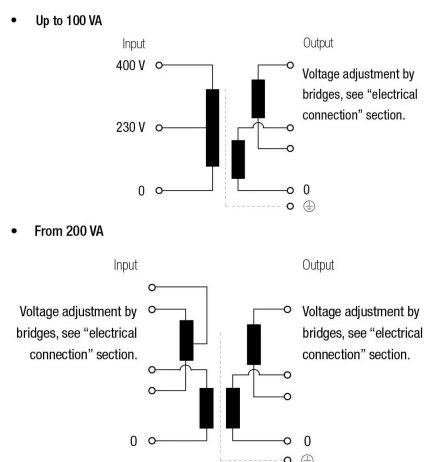 • Up to 100 VA
Input
Output
400 V
Voltage adjustment by
bridges, see “electrical
connection” section.
230 V
0
0
• From 200 VA
Input
Output
Voltage adjustment by
bridges, see “electrical
connection” section.
Voltage adjustment by
bridges, see “electrical
connection” section.
0
0